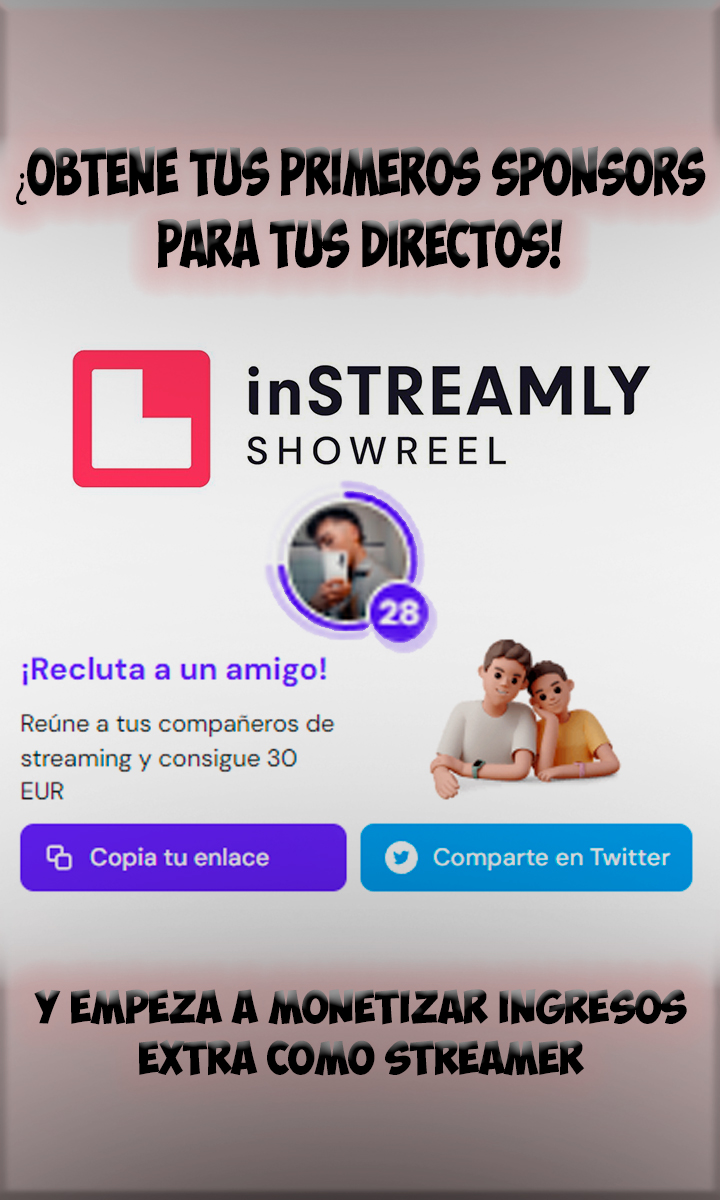 ¡OBTENE TUS PRIMEROS SPONSORS
PARA TUS DIRECTOS!
inSTREAMLY
SHOWREEL
28
¡Recluta a un amigo!
Reúne a tus compañeros de
streaming y consigue 30
EUR
Copia tu enlace
Comparte en Twitter
Y EMPEZA A MONETIZAR INGRESOS
EXTRA COMO STREAMER